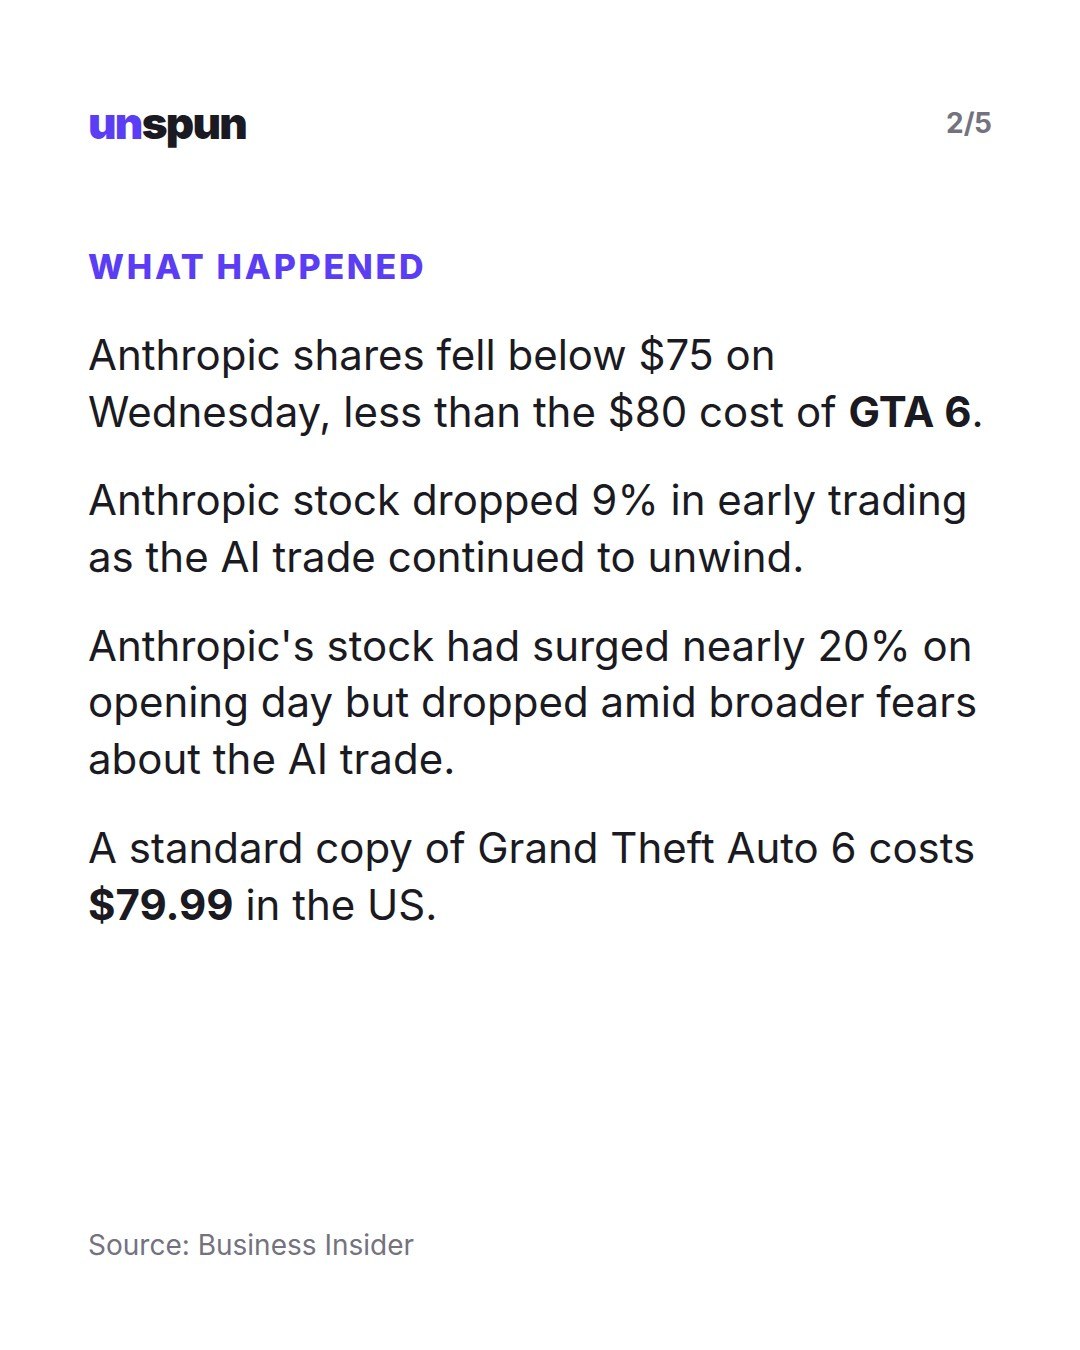 unspun
2/5
WHAT HAPPENED
Anthropic shares fell below $75 on
Wednesday, less than the $80 cost of GTA 6.
Anthropic stock dropped 9% in early trading
as the AI trade continued to unwind.
Anthropic's stock had surged nearly 20% on
opening day but dropped amid broader fears
about the AI trade.
A standard copy of Grand Theft Auto 6 costs
$79.99 in the US.
Source: Business Insider